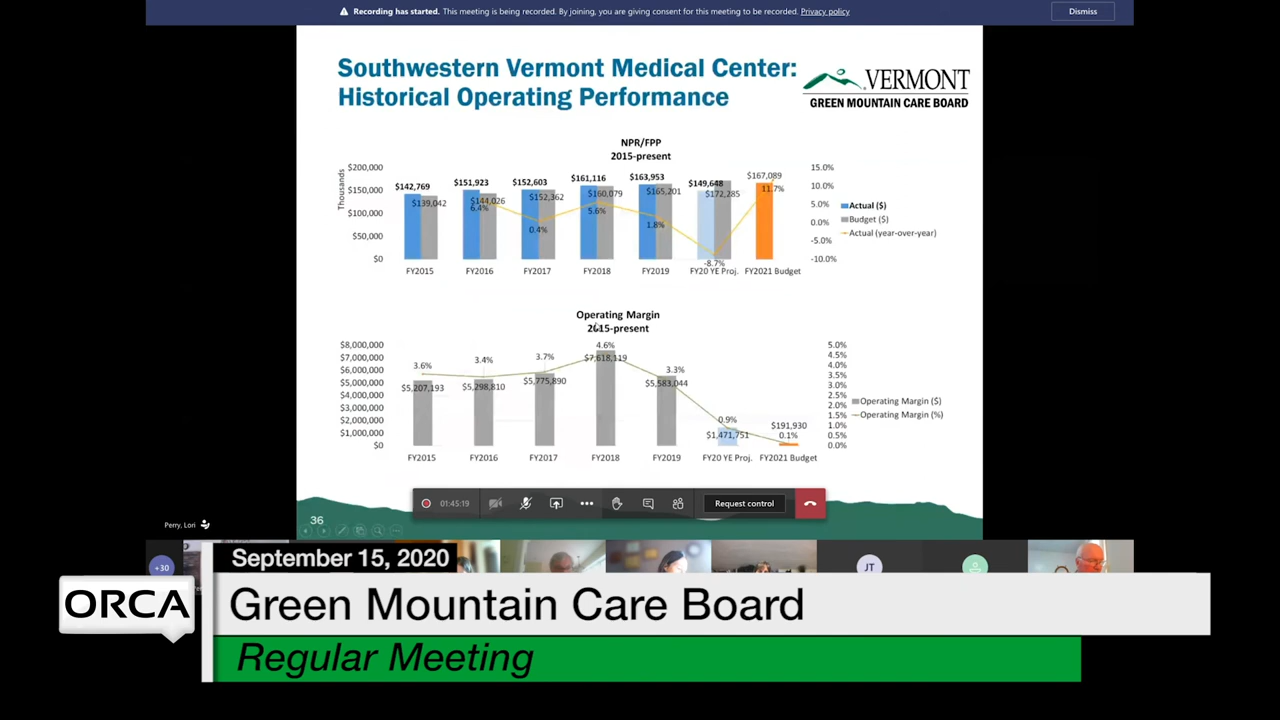 Recording has started. This meeting is being recorded. By joining, you are giving consent for this meeting to be recorded. Privacy policy
Dismiss
Southwestern Vermont Medical Center:
Historical Operating Performance
VERMONT
GREEN MOUNTAIN CARE BOARD
NPR/FPP
2015-present
Thousands
$200,000
$150,000
$100,000
$50,000
$0
$142,769
$139,042
$151,923
$144,026
6.4%
$152,603
$152,362
0.4%
$161,116
$160,079
5.6%
$163,953
$165,201
1.8%
$149,648
$172,285
-8.7%
$167,089
11.7%
15.0%
10.0%
5.0%
0.0%
-5.0%
-10.0%
Actual ($)
Budget ($)
Actual (year-over-year)
FY2015
FY2016
FY2017
FY2018
FY2019
FY20 YE Proj.
FY2021 Budget
Operating Margin
2015-present
$8,000,000
$7,000,000
$6,000,000
$5,000,000
$4,000,000
$3,000,000
$2,000,000
$1,000,000
$0
3.6%
$5,207,193
3.4%
$5,298,810
3.7%
$5,775,890
4.6%
$7,618,119
3.3%
$5,583,044
0.9%
$1,471,751
$191,930
0.1%
5.0%
4.5%
4.0%
3.5%
3.0%
2.5%
2.0%
1.5%
1.0%
0.5%
0.0%
Operating Margin ($)
Operating Margin (%)
FY2015
FY2016
FY2017
FY2018
FY2019
FY20 YE Proj.
FY2021 Budget
01:45:19
Request control
36
Perry, Lori
+30
JT
September 15, 2020
ORCA
Green Mountain Care Board
Regular Meeting